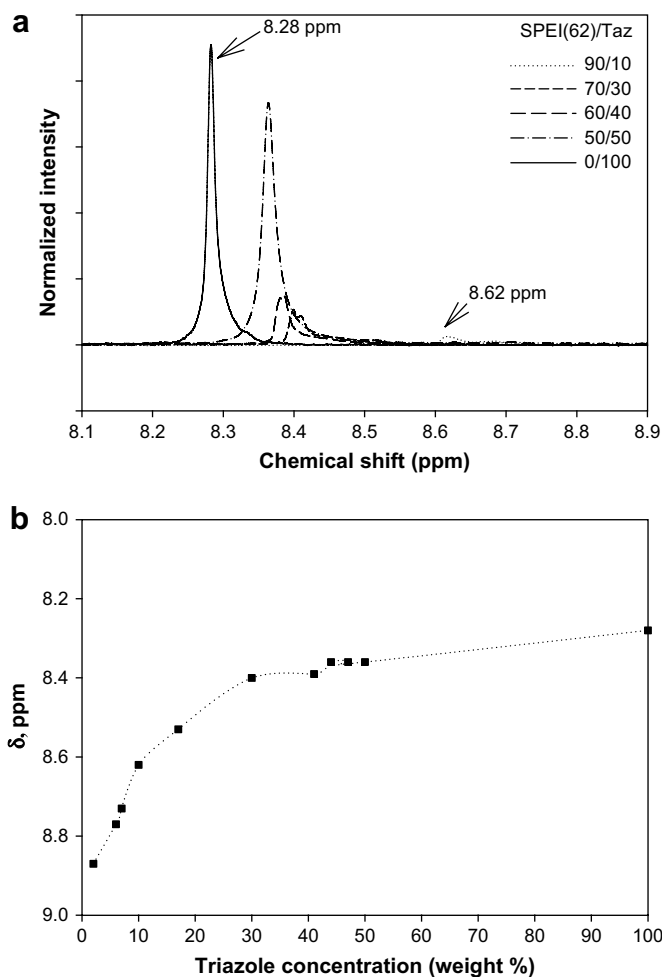 a
8.28 ppm
SPEI(62)/Taz
90/10
70/30
60/40
50/50
0/100
8.62 ppm
Normalized intensity
8.1 8.2 8.3 8.4 8.5 8.6 8.7 8.8 8.9
Chemical shift (ppm)
b
8.0
8.2
8.4
8.6
8.8
9.0
δ, ppm
0 10 20 30 40 50 60 70 80 90 100
Triazole concentration (weight %)